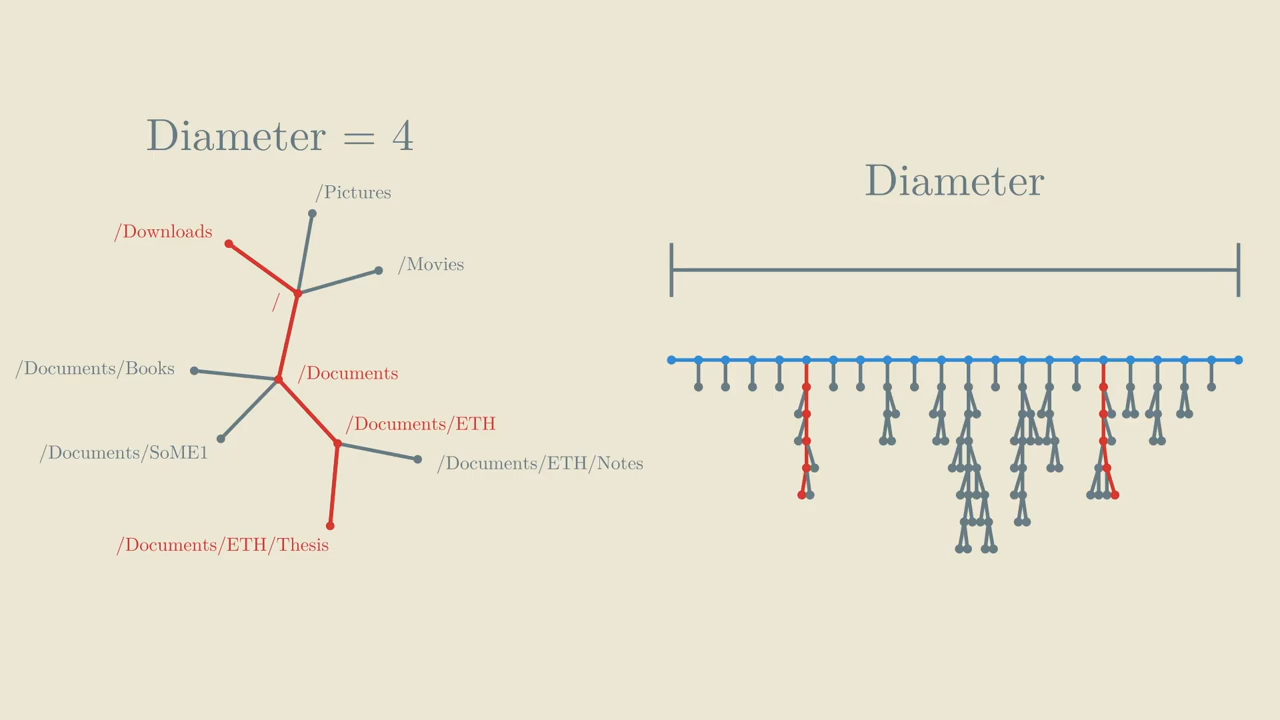 Diameter = 4
/Pictures
/Downloads
/Movies
/
/Documents/Books
/Documents
/Documents/ETH
/Documents/SoME1
/Documents/ETH/Notes
/Documents/ETH/Thesis
Diameter